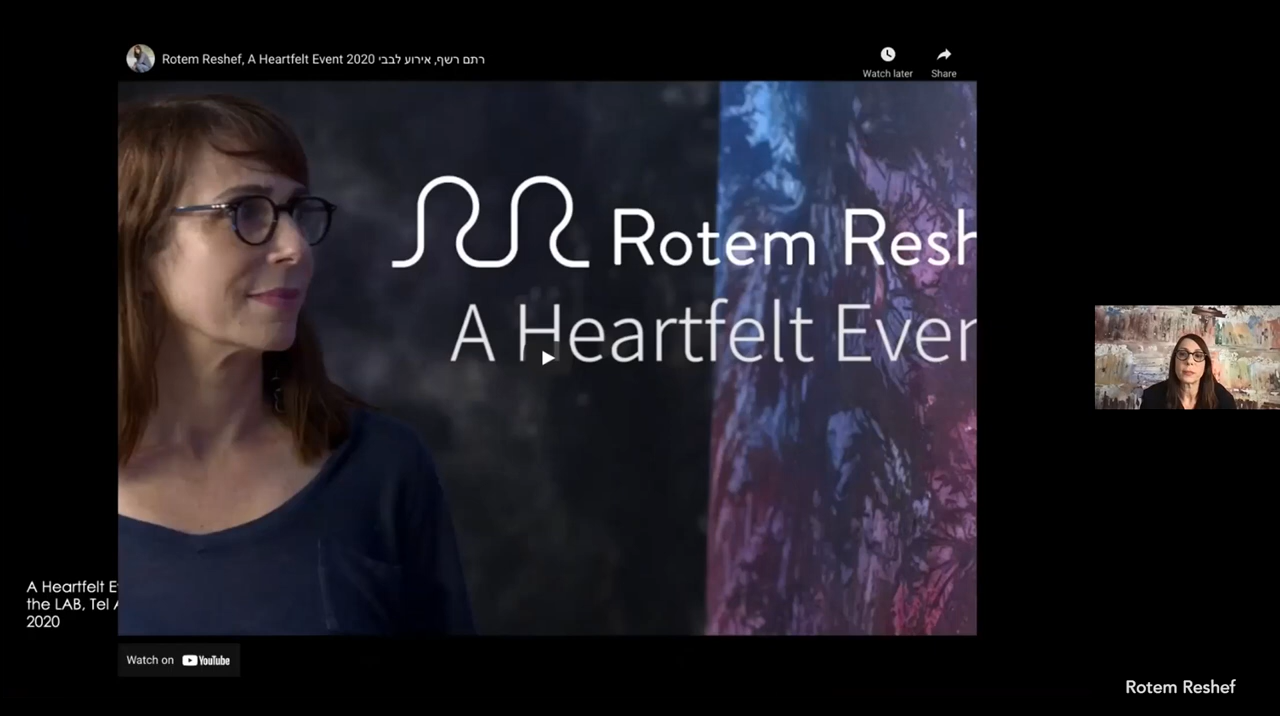 Rotem Reshef, A Heartfelt Event 2020 רתם רשף, אירוע לבבי
Watch later
Share
Rotem Resh
A Heartfelt Even
A Heartfelt E
the LAB, Tel A
2020
Watch on YouTube
Rotem Reshef